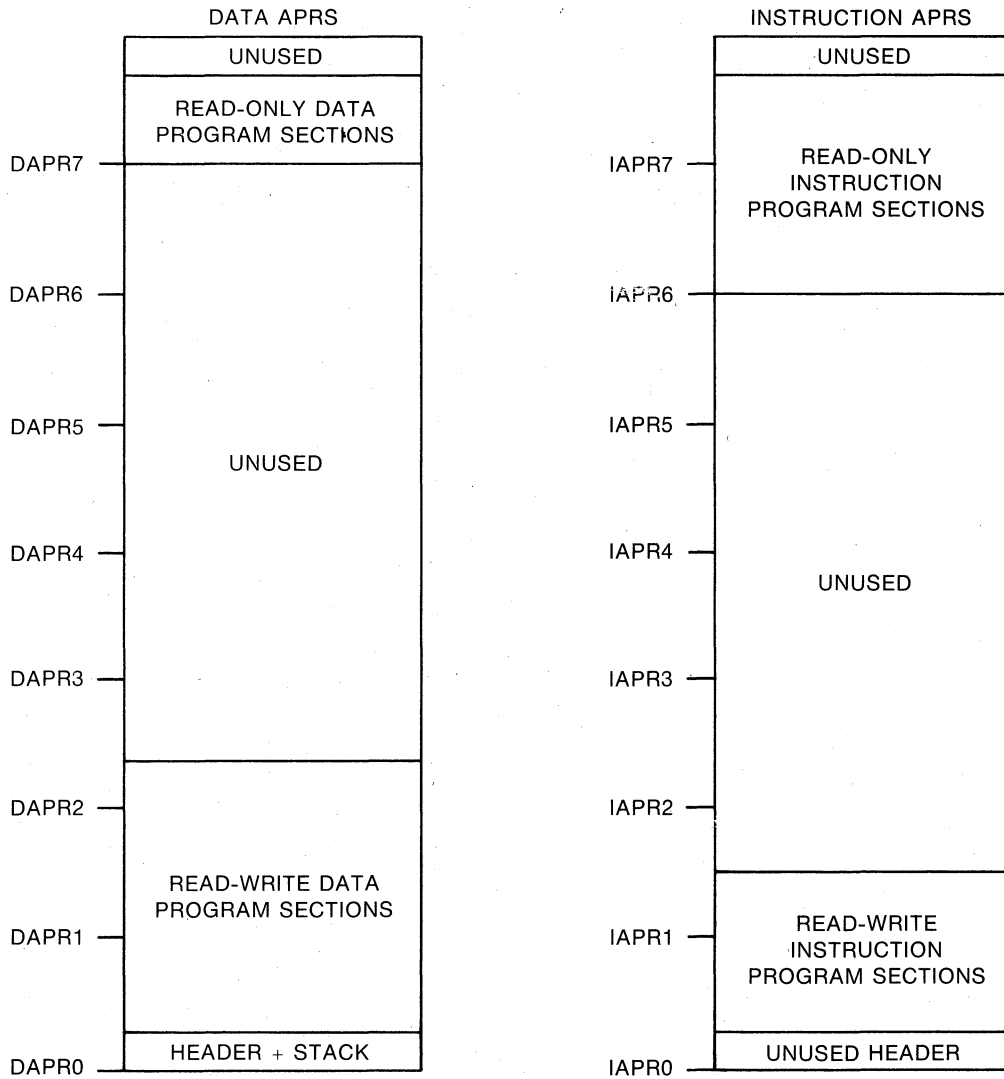 DATA APRS
UNUSED
READ-ONLY DATA
PROGRAM SECTIONS
DAPR7
DAPR6
DAPR5
UNUSED
DAPR4
DAPR3
DAPR2
READ-WRITE DATA
PROGRAM SECTIONS
DAPR1
HEADER + STACK
DAPR0
INSTRUCTION APRS
UNUSED
READ-ONLY
INSTRUCTION
PROGRAM SECTIONS
IAPR7
IAPR6
IAPR5
IAPR4
UNUSED
IAPR3
IAPR2
READ-WRITE
INSTRUCTION
PROGRAM SECTIONS
IAPR1
UNUSED HEADER
IAPR0